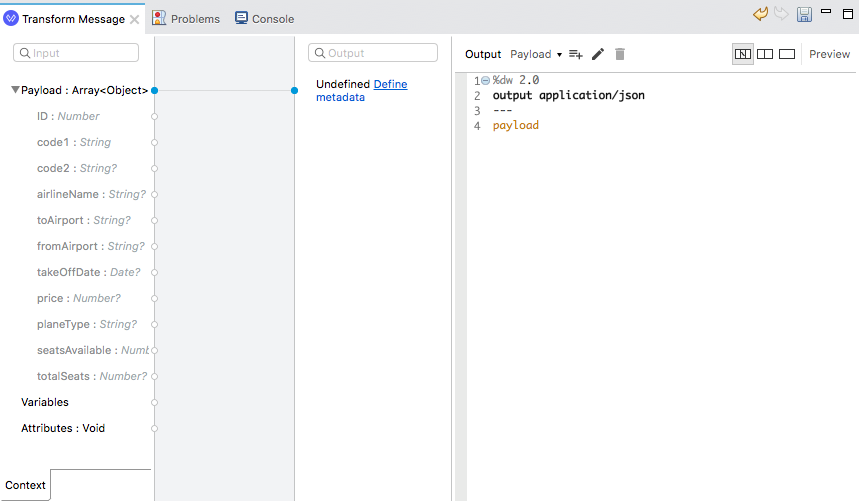 Transform Message
Problems
Console
Input
Payload : Array<Object>
ID : Number
code1 : String
code2 : String?
airlineName : String?
toAirport : String?
fromAirport : String?
takeOffDate : Date?
price : Number?
planeType : String?
seatsAvailable : Numb
totalSeats : Number?
Variables
Attributes : Void
Context
Output
Undefined Define
metadata
Output Payload Preview
1 %dw 2.0
2 output application/json
3 ---
4 payload